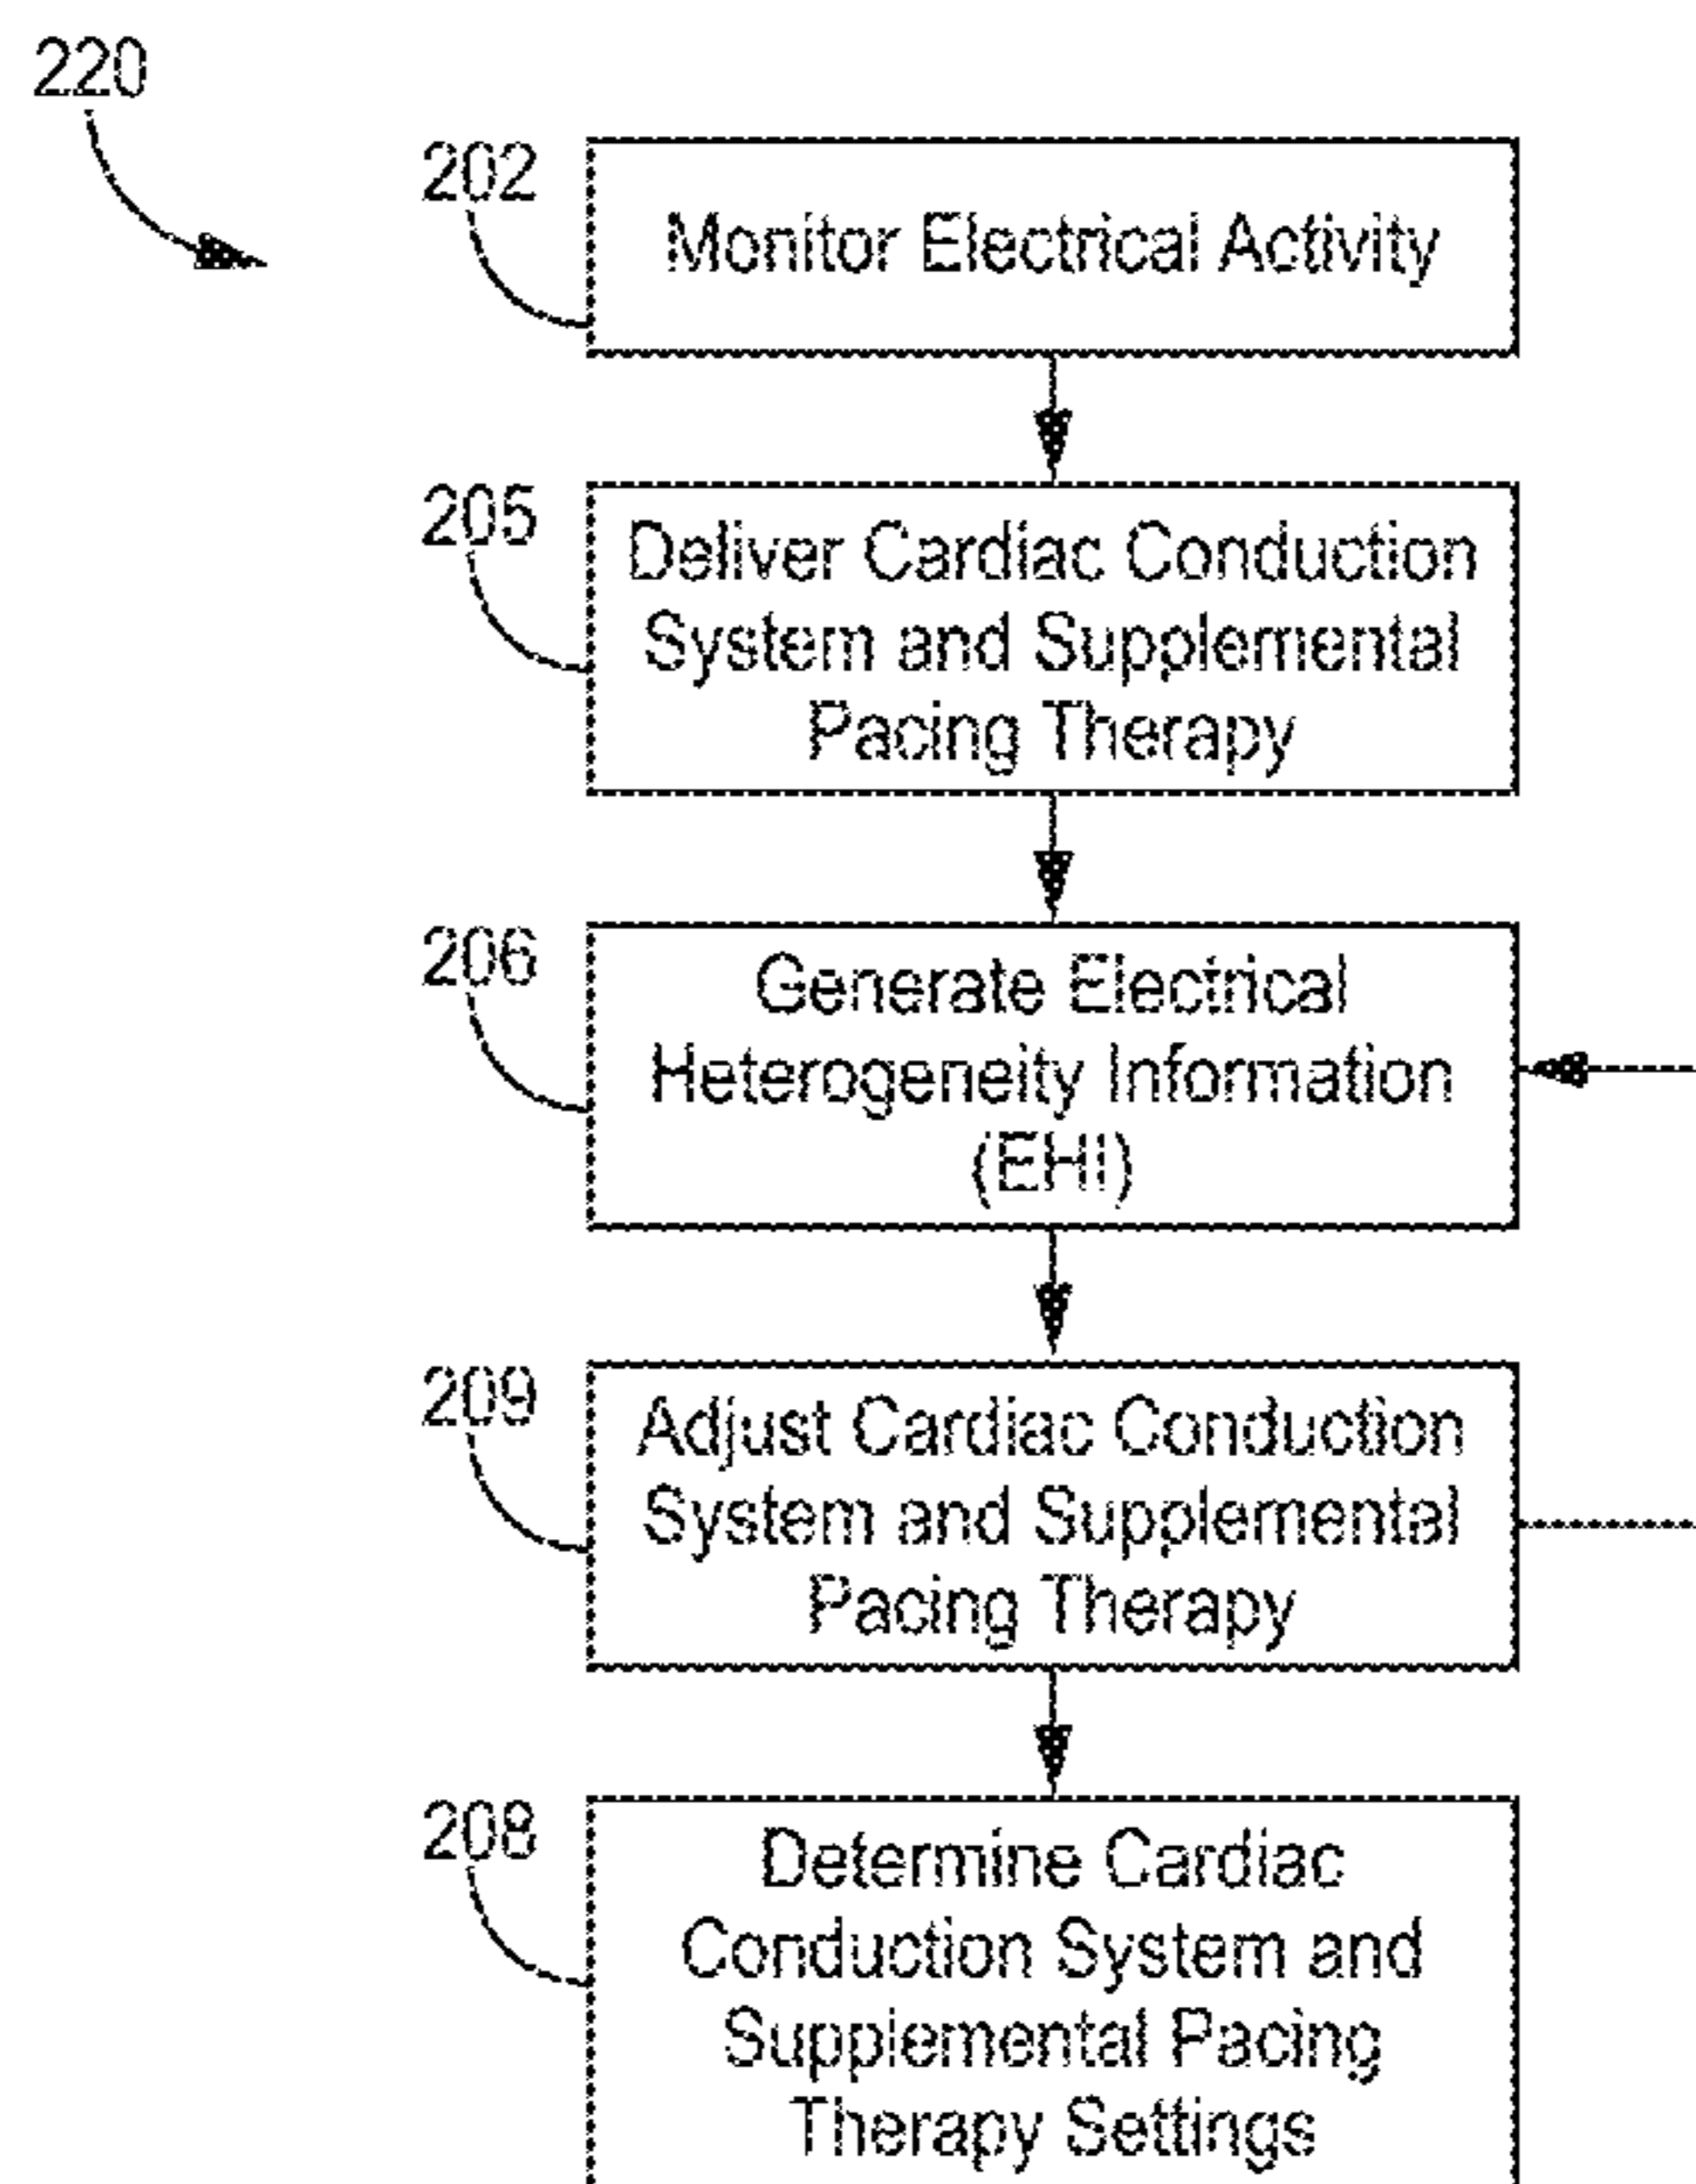 220
202
Monitor Electrical Activity
205
Deliver Cardiac Conduction
System and Supplemental
Pacing Therapy
206
Generate Electrical
Heterogeneity Information
(EHI)
209
Adjust Cardiac Conduction
System and Supplemental
Pacing Therapy
208
Determine Cardiac
Conduction System and
Supplemental Pacing
Therapy Settings